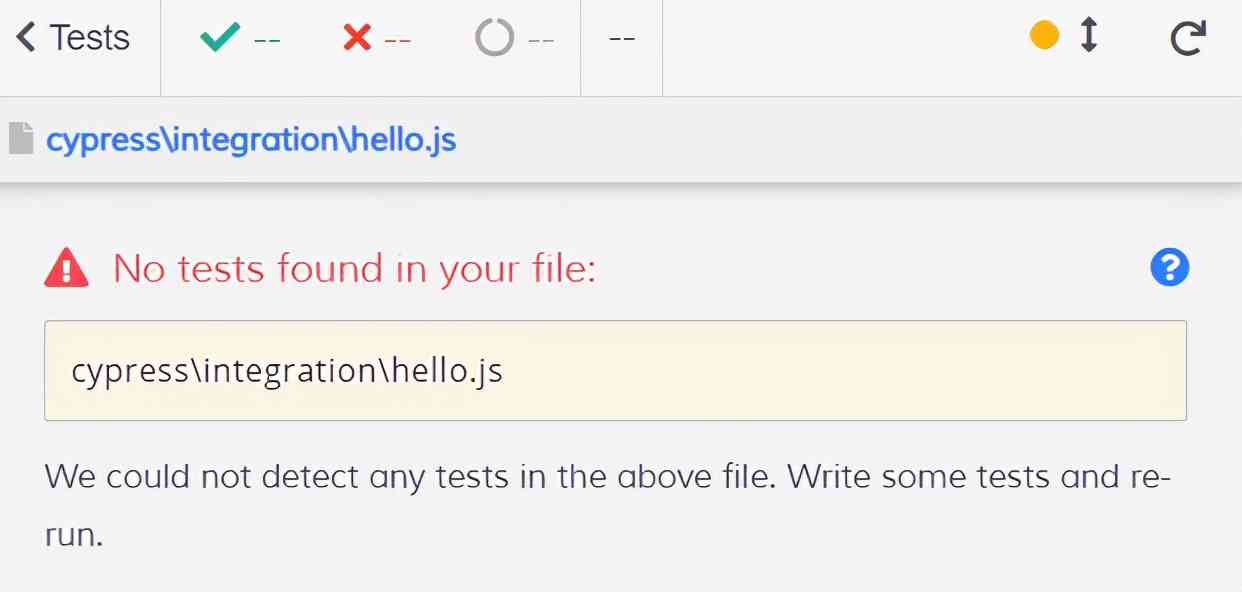 Tests -- -- -- --
cypress\integration\hello.js
No tests found in your file:
cypress\integration\hello.js
We could not detect any tests in the above file. Write some tests and re-
run.